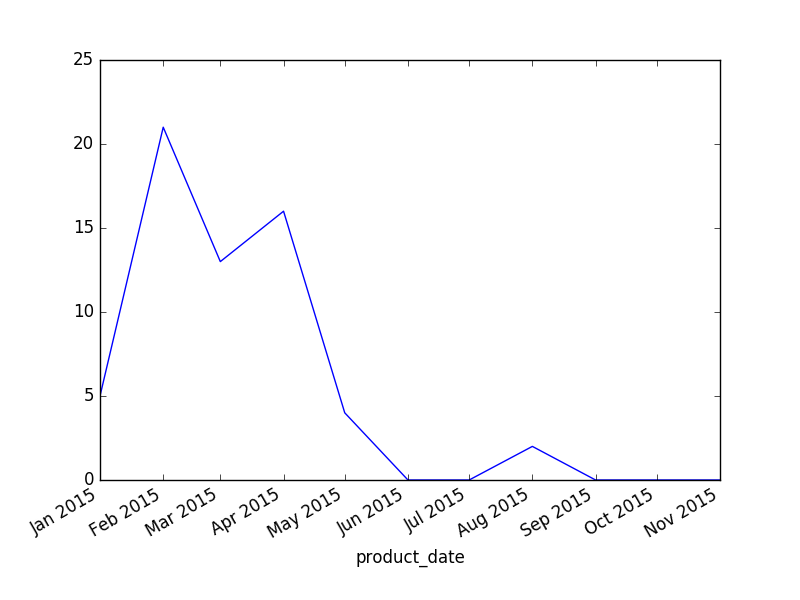 25
20
15
10
5
0
Jan 2015
Feb 2015
Mar 2015
Apr 2015
May 2015
Jun 2015
Jul 2015
Aug 2015
Sep 2015
Oct 2015
Nov 2015
product_date